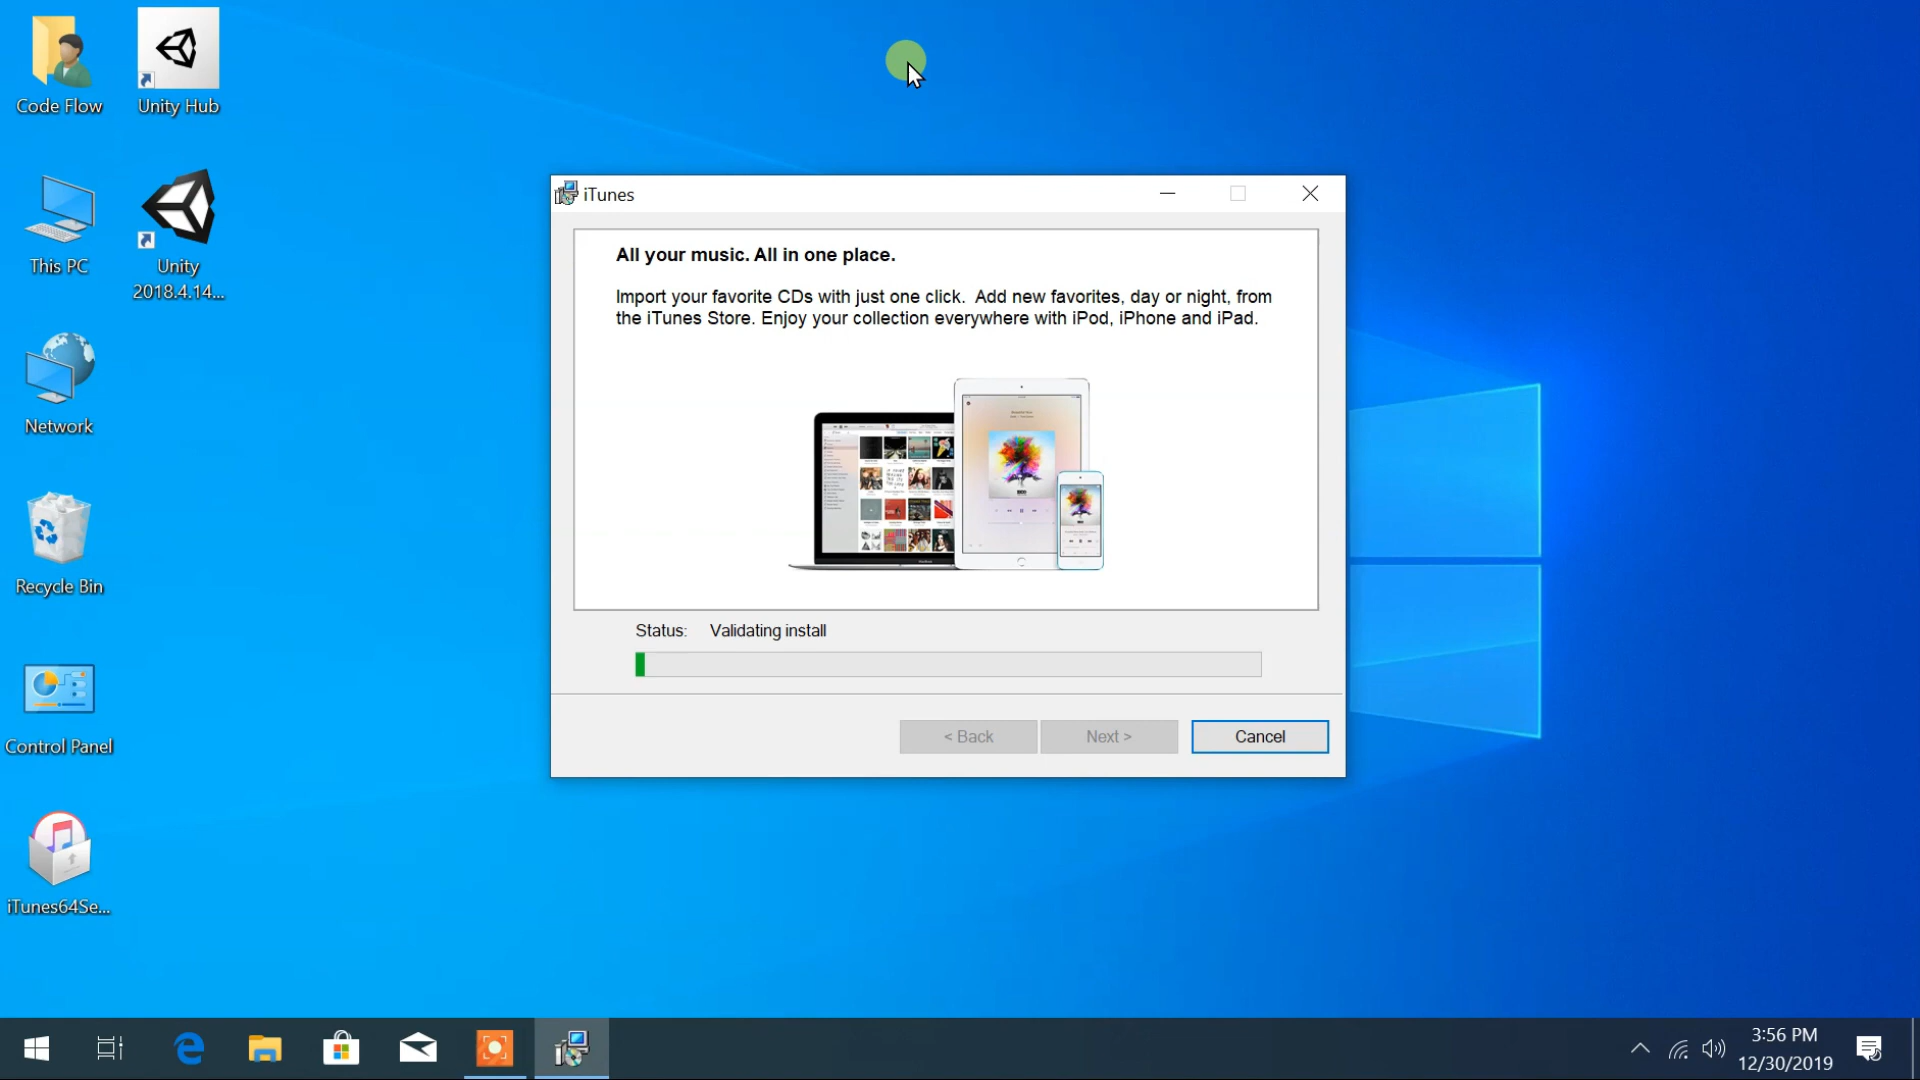 Code Flow
Unity Hub
This PC
Unity
2018.4.14...
Network
Recycle Bin
Control Panel
iTunes64Se...
iTunes
All your music. All in one place.
Import your favorite CDs with just one click.  Add new favorites, day or night, from
the iTunes Store. Enjoy your collection everywhere with iPod, iPhone and iPad.
Status: Validating install
< Back
Next >
Cancel
3:56 PM
12/30/2019